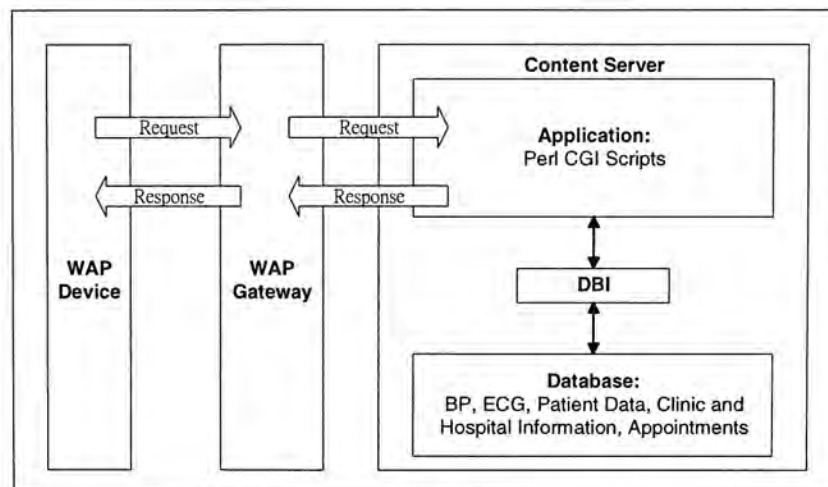 Content Server
Request
Request
Application:
Perl CGI Scripts
Response
Response
WAP
Device
WAP
Gateway
DBI
Database:
BP, ECG, Patient Data, Clinic and
Hospital Information, Appointments